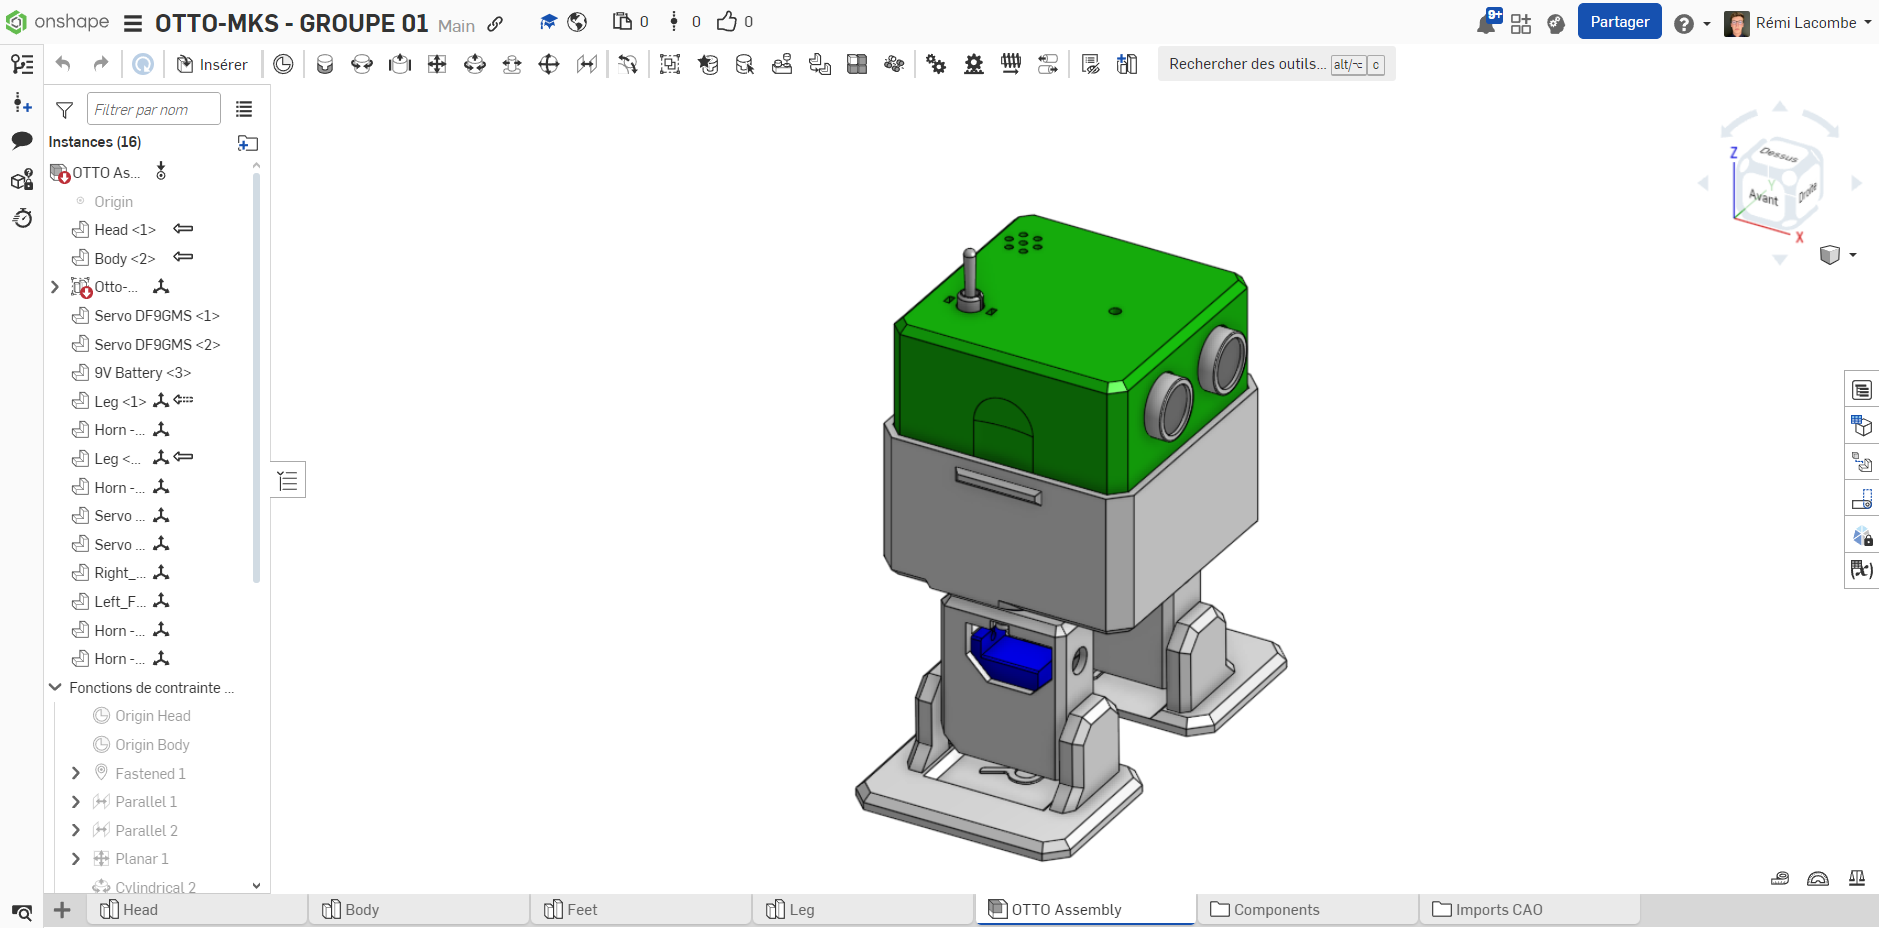 onshape OTTO-MKS - GROUPE 01 Main 0 0 0 9+ Partager Rémi Lacombe
Insérer Rechercher des outils... alt/⌥ c
Filtrer par nom
Instances (16)
OTTO As...
Origin
Head <1>
Body <2>
Otto-...
Servo DF9GMS <1>
Servo DF9GMS <2>
9V Battery <3>
Leg <1>
Horn -...
Leg <...
Horn -...
Servo ...
Servo ...
Right_...
Left_F...
Horn -...
Horn -...
Fonctions de contrainte ...
Origin Head
Origin Body
Fastened 1
Parallel 1
Parallel 2
Planar 1
Cylindrical 2
Z
Dessus
Y
Avant
Droite
X
Head Body Feet Leg OTTO Assembly Components Imports CAO